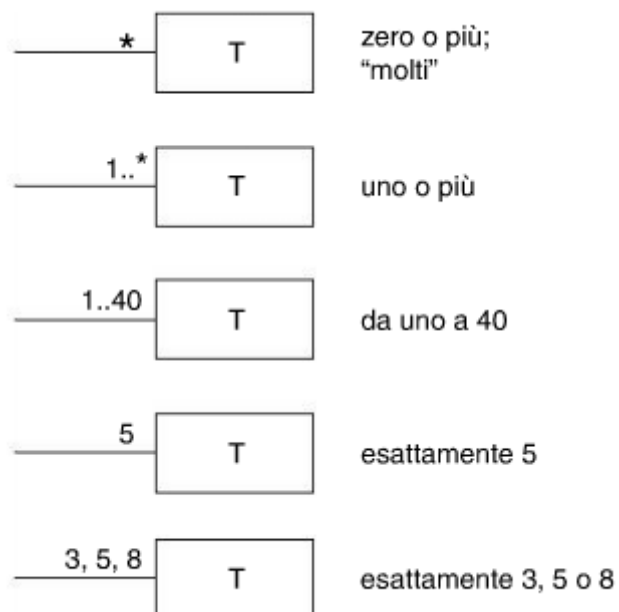 * T zero o più;
"molti"
1..* T uno o più
1..40 T da uno a 40
5 T esattamente 5
3, 5, 8 T esattamente 3, 5 o 8